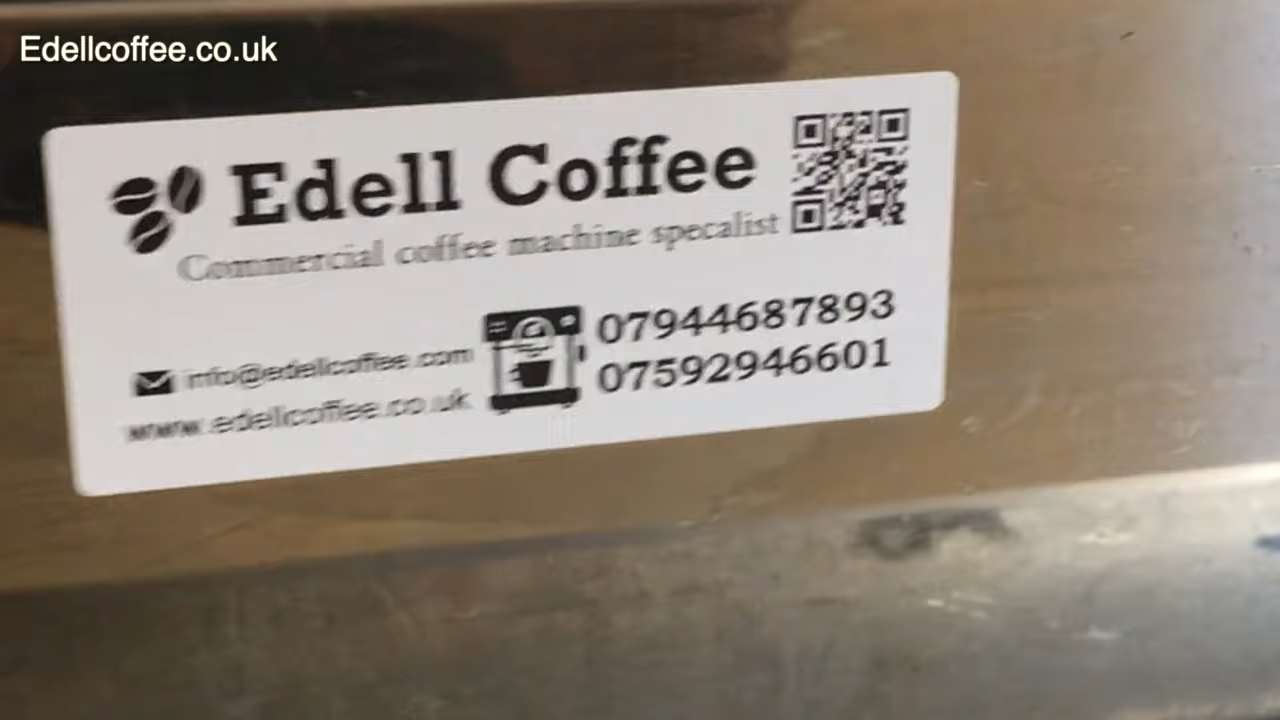 Edellcoffee.co.uk
Edell Coffee
Commercial coffee machine specalist
07944687893
07592946601
info@edellcoffee.com
www.edellcoffee.co.uk